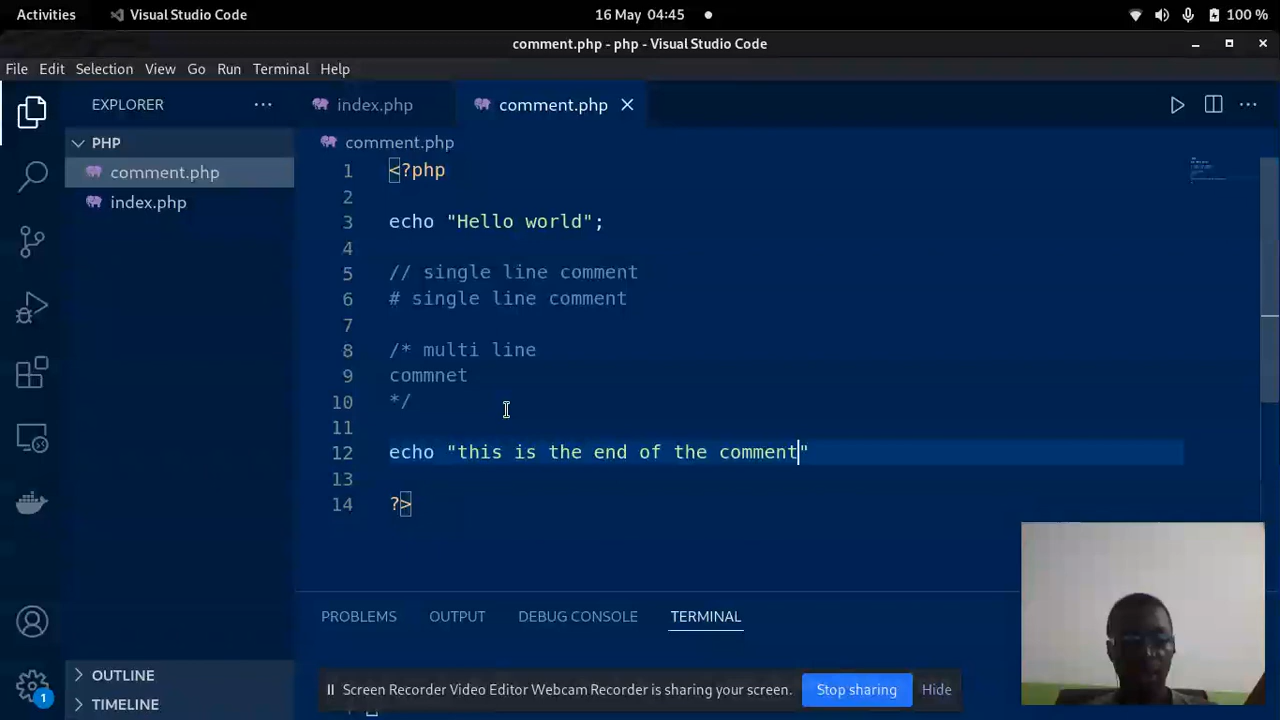 Activities Visual Studio Code 16 May 04:45 100 %
comment.php - php - Visual Studio Code
File Edit Selection View Go Run Terminal Help
EXPLORER index.php comment.php
PHP
comment.php
index.php
comment.php
1 <?php
2
3 echo "Hello world";
4
5 // single line comment
6 # single line comment
7
8 /* multi line
9 commnet
10 */
11
12 echo "this is the end of the comment"
13
14 ?>
PROBLEMS OUTPUT DEBUG CONSOLE TERMINAL
OUTLINE
TIMELINE
1
Screen Recorder Video Editor Webcam Recorder is sharing your screen. Stop sharing Hide